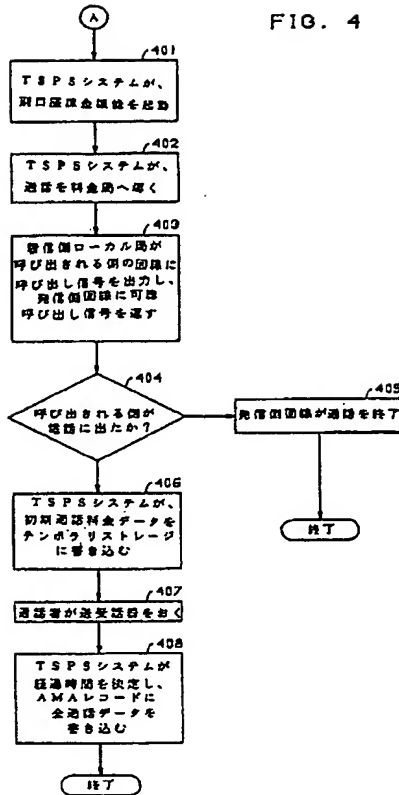 FIG. 4
A
401
TSPSシステムが、
別口座課金機能を起動
402
TSPSシステムが、
通話を料金局へ導く
403
着信側ローカル局が
呼び出される側の回線に
呼び出し信号を出力し、
発信側回線に可聴
呼び出し信号を返す
404
呼び出される側が
電話に出たか?
405
発信側回線が通話を終了
終了
406
TSPSシステムが、
初期通話料金データを
テンポラリストレージ
に書き込む
407
通話者が送受話器をおく
408
TSPSシステムが
経過時間を決定し、
AMAレコードに
全通話データを
書き込む
終了